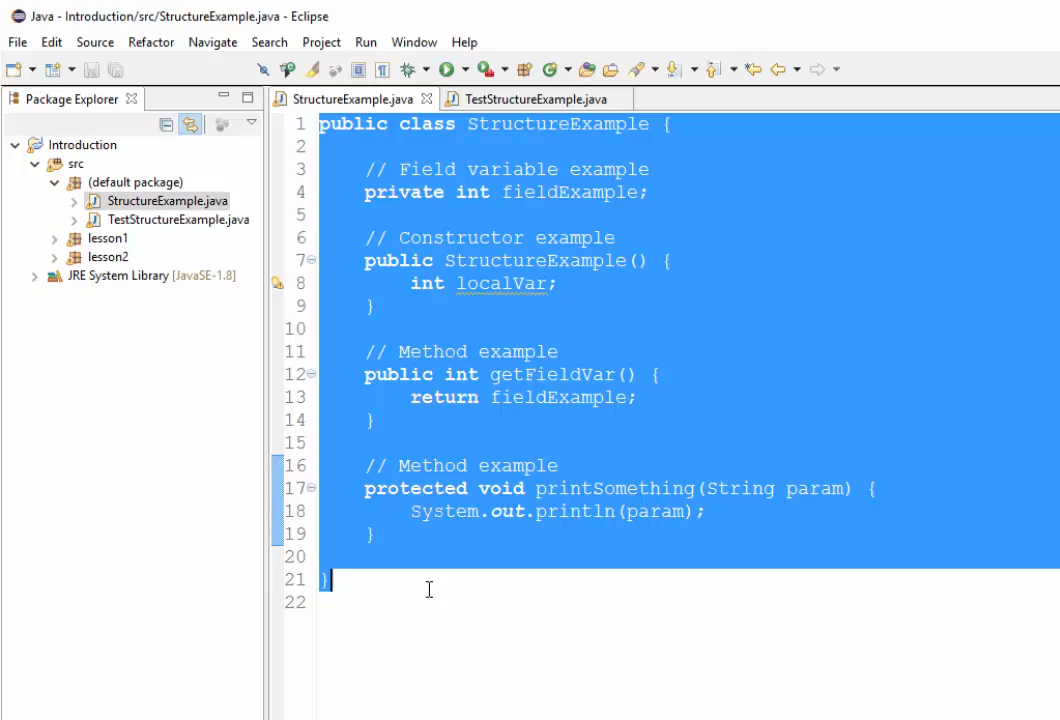 Java - Introduction/src/StructureExample.java - Eclipse
File Edit Source Refactor Navigate Search Project Run Window Help
Package Explorer
Introduction
src
(default package)
StructureExample.java
TestStructureExample.java
lesson1
lesson2
JRE System Library [JavaSE-1.8]
StructureExample.java TestStructureExample.java
1 public class StructureExample {
2
3 // Field variable example
4 private int fieldExample;
5
6 // Constructor example
7 public StructureExample() {
8 int localVar;
9 }
10
11 // Method example
12 public int getFieldVar() {
13 return fieldExample;
14 }
15
16 // Method example
17 protected void printSomething(String param) {
18 System.out.println(param);
19 }
20
21 }
22